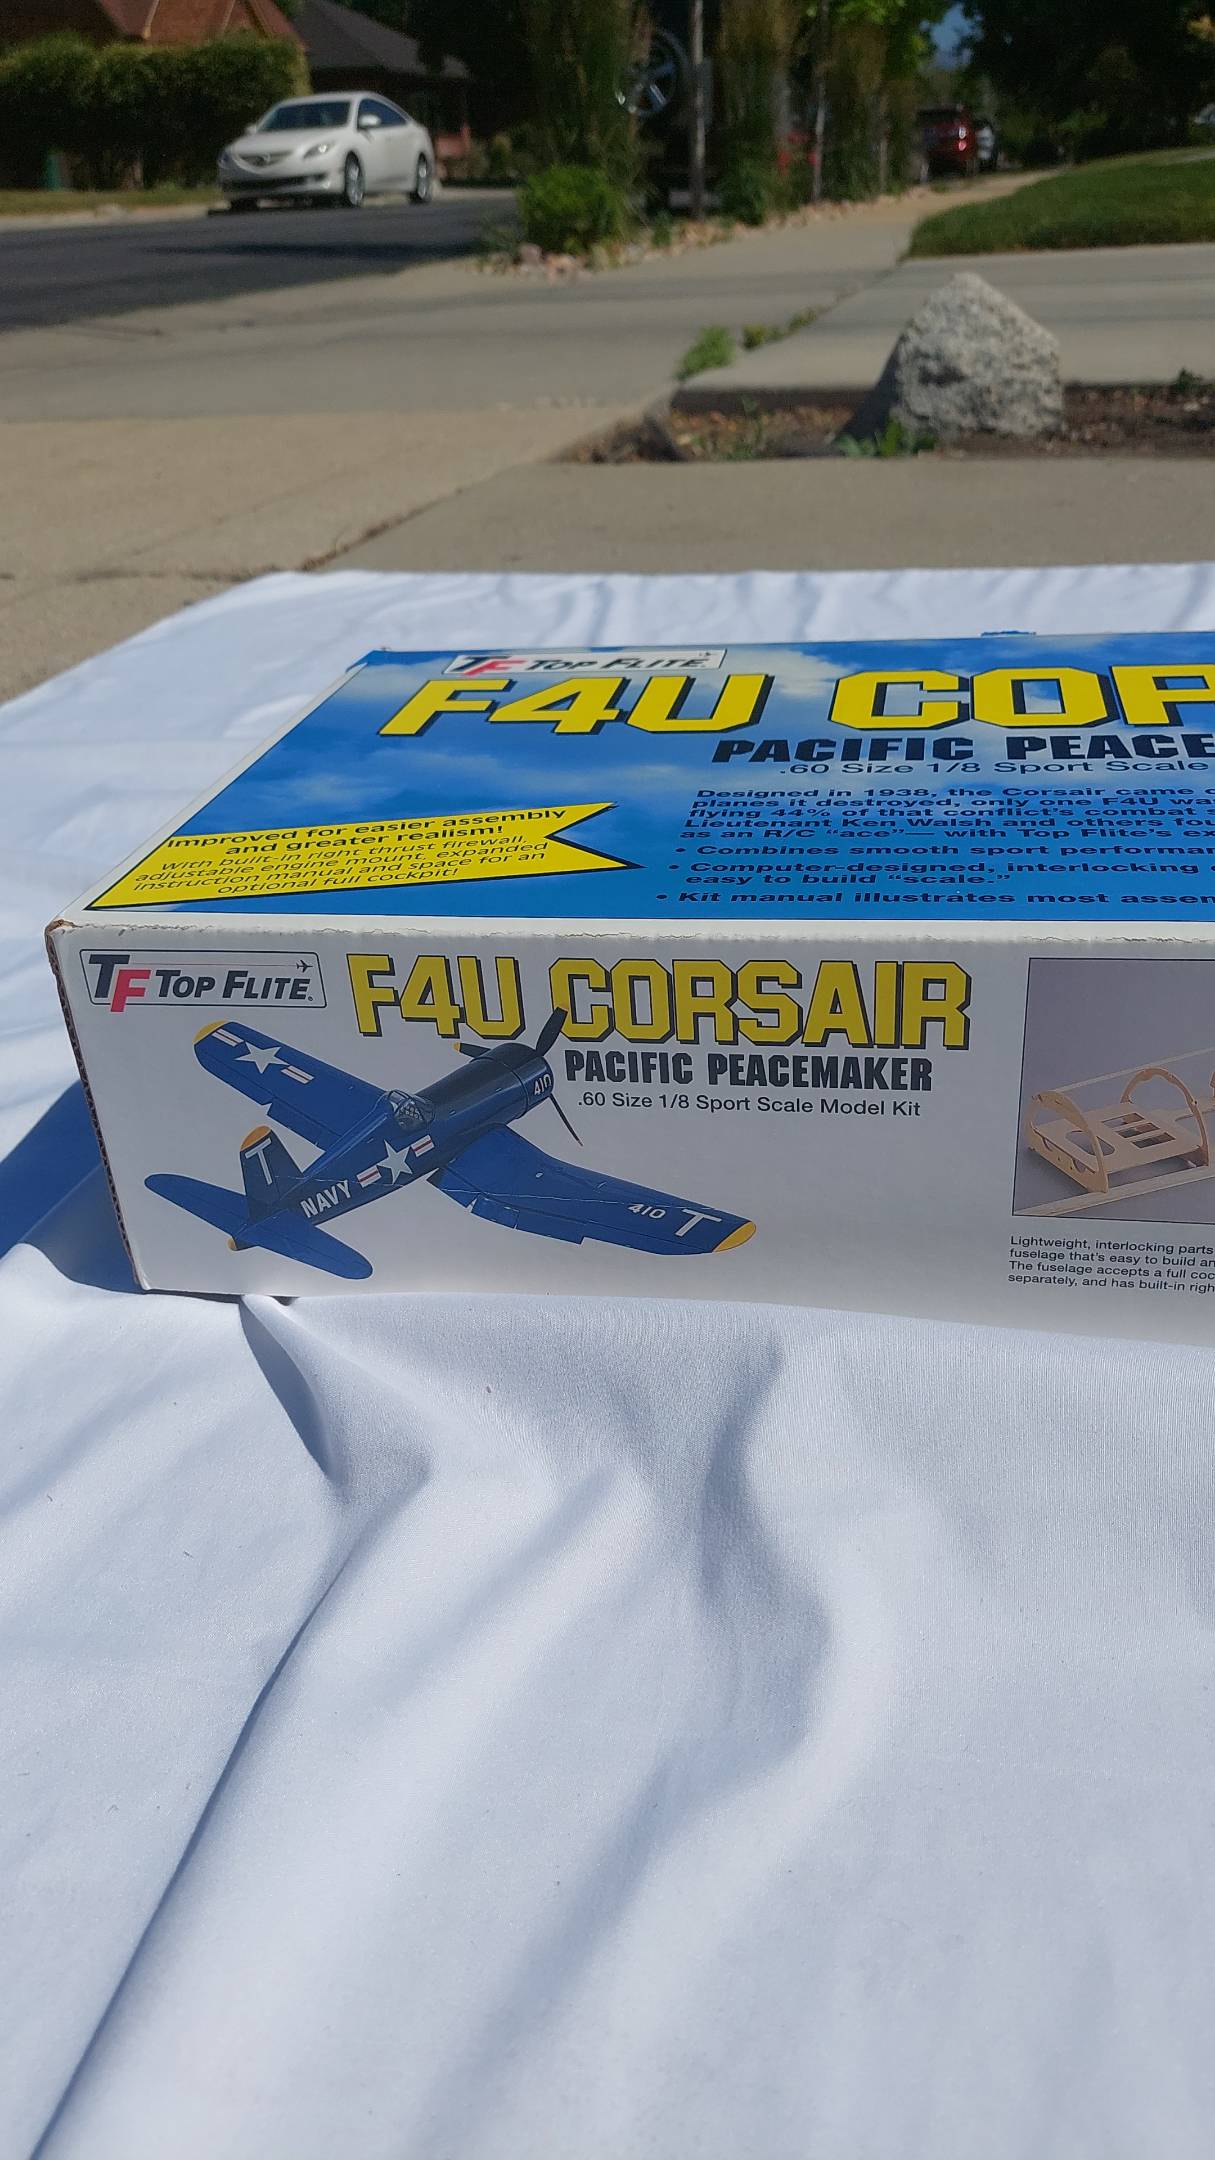 TF TOP FLITE
F4U COR
PACIFIC PEACE
.60 Size 1/8 Sport Scale
Designed in 1938, the Corsair came
planes it destroyed, only one F4U wa
flying 44% of that conflict's combat s
Lieutenant Ken Walsh and others fou
as an R/C "ace"— with Top Flite's ex
• Combines smooth sport performan
• Computer-designed, interlocking
easy to build "scale."
• Kit manual illustrates most assem
Improved for easier assembly
and greater realism!
With built-in right thrust firewall,
adjustable engine mount, expanded
instruction manual and space for an
optional full cockpit!
TF TOP FLITE®
F4U CORSAIR
PACIFIC PEACEMAKER
.60 Size 1/8 Sport Scale Model Kit
410
T
NAVY
410 T
Lightweight, interlocking parts
fuselage that's easy to build an
The fuselage accepts a full coc
separately, and has built-in righ